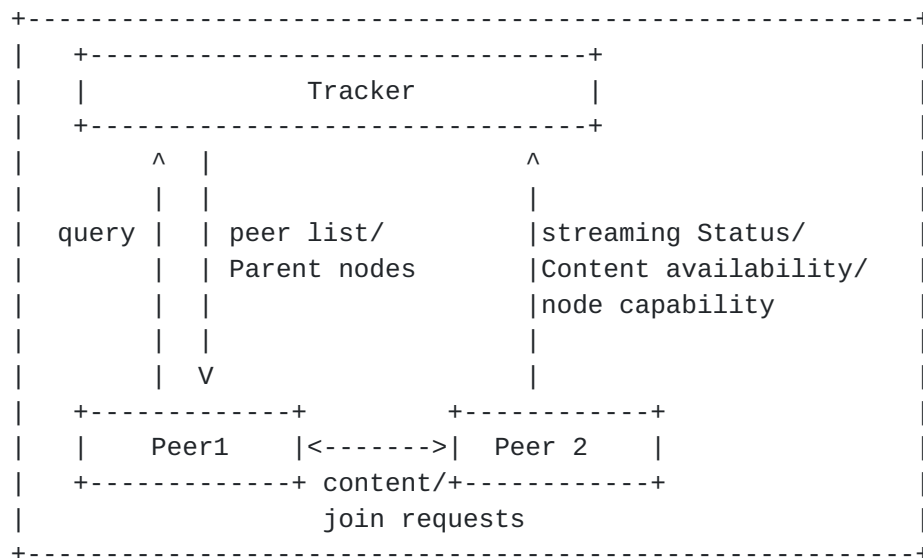 Tracker
query peer list/ streaming Status/
Parent nodes Content availability/
node capability
Peer1 Peer 2
content/
join requests